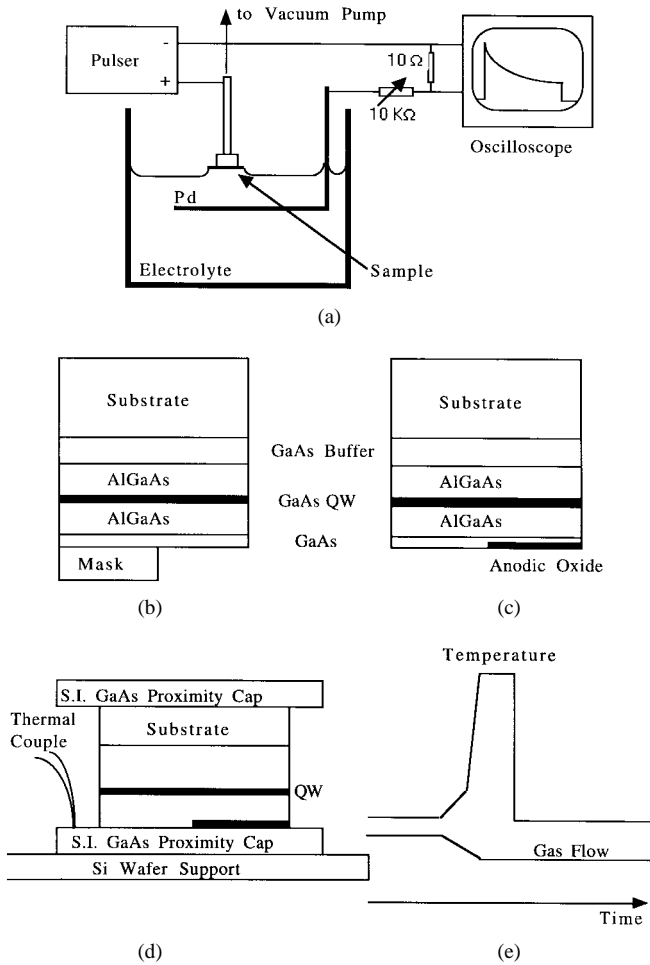 to Vacuum Pump
Pulser
-
+
10 Ω
10 KΩ
Oscilloscope
Pd
Electrolyte
Sample
(a)
Substrate
GaAs Buffer
AlGaAs
GaAs QW
AlGaAs
GaAs
Mask
(b)
Substrate
AlGaAs
AlGaAs
Anodic Oxide
(c)
S.I. GaAs Proximity Cap
Thermal
Couple
Substrate
QW
S.I. GaAs Proximity Cap
Si Wafer Support
(d)
Temperature
Gas Flow
Time
(e)